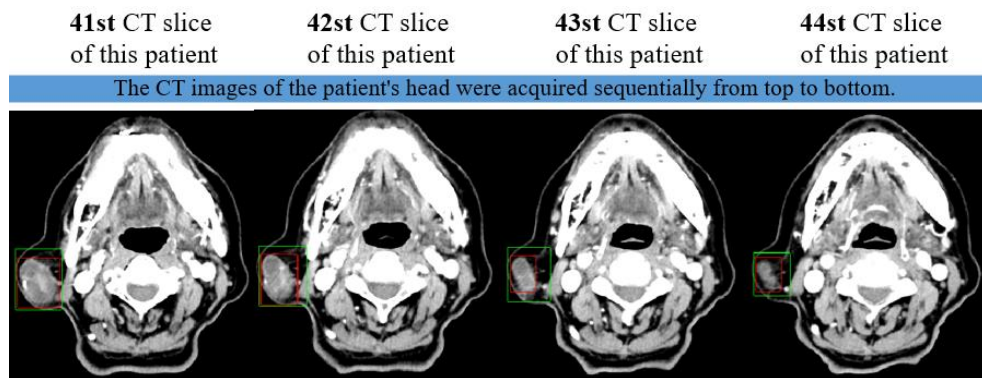 41st CT slice
of this patient
42st CT slice
of this patient
43st CT slice
of this patient
44st CT slice
of this patient
The CT images of the patient's head were acquired sequentially from top to bottom.